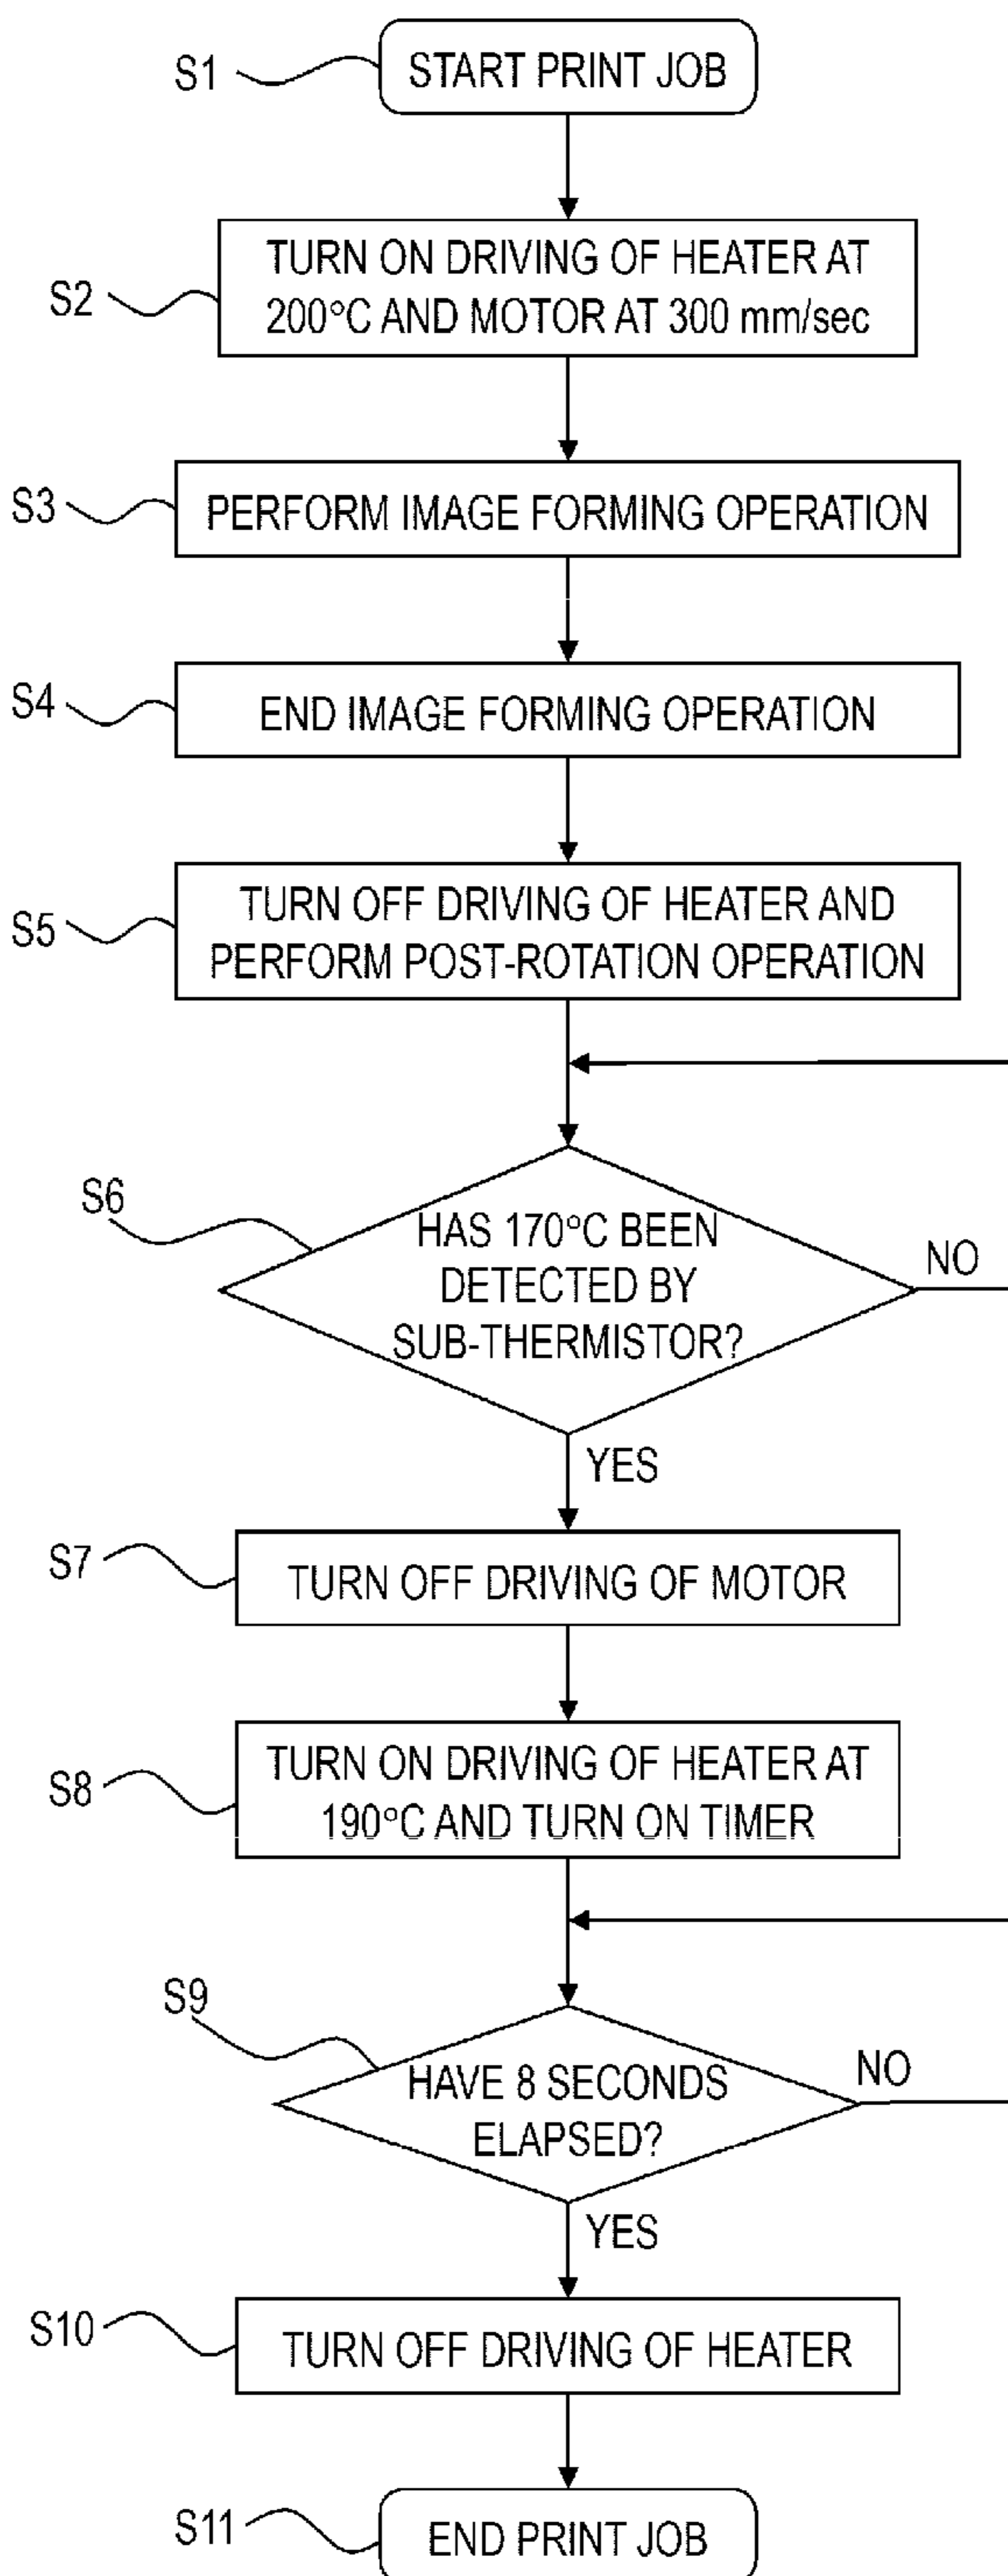 S1
START PRINT JOB
S2
TURN ON DRIVING OF HEATER AT
200°C AND MOTOR AT 300 mm/sec
S3
PERFORM IMAGE FORMING OPERATION
S4
END IMAGE FORMING OPERATION
S5
TURN OFF DRIVING OF HEATER AND
PERFORM POST-ROTATION OPERATION
S6
HAS 170°C BEEN
DETECTED BY
SUB-THERMISTOR?
NO
YES
S7
TURN OFF DRIVING OF MOTOR
S8
TURN ON DRIVING OF HEATER AT
190°C AND TURN ON TIMER
S9
HAVE 8 SECONDS
ELAPSED?
NO
YES
S10
TURN OFF DRIVING OF HEATER
S11
END PRINT JOB